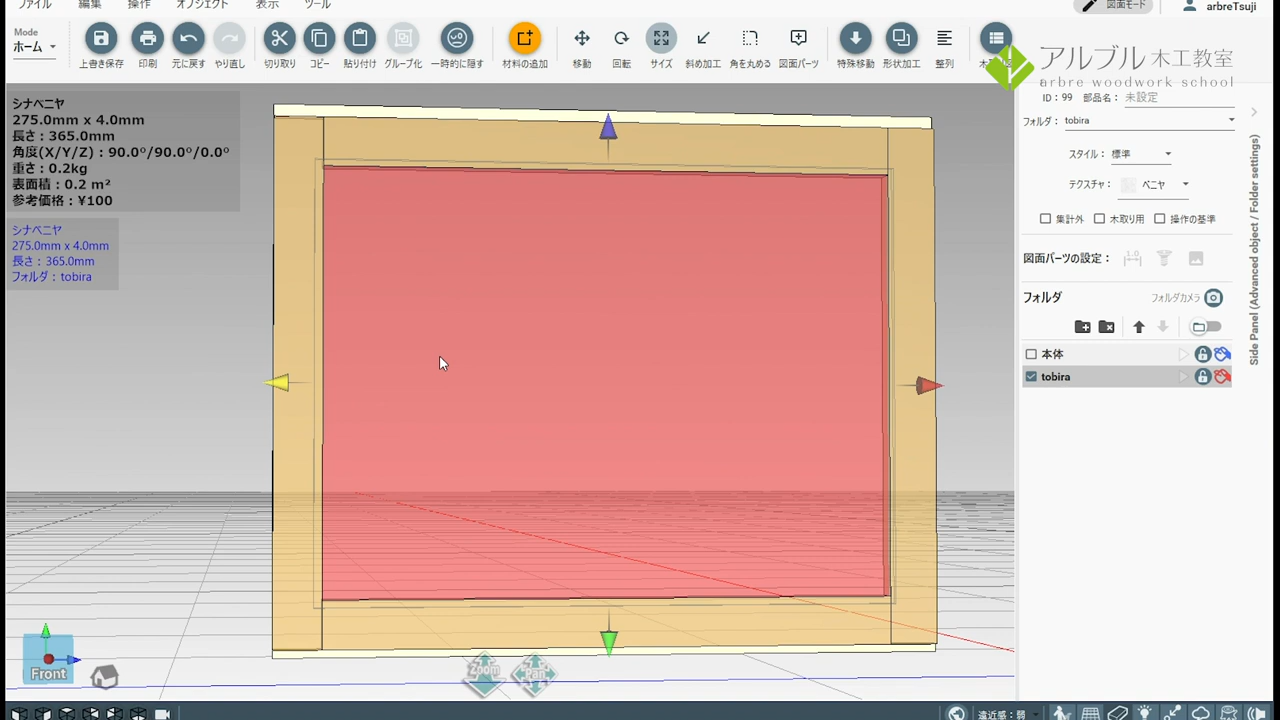 ファイル 編集 操作 オブジェクト 表示 ツール
図面モード arbreTsuji
Mode
ホーム
上書き保存 印刷 元に戻す やり直し 切り取り コピー 貼り付け グループ化 一時的に隠す 材料の追加 移動 回転 サイズ 斜め加工 角を丸める 図面パーツ 特殊移動 形状加工 整列
アルブル木工教室
arbre woodwork school
シナベニヤ
275.0mm x 4.0mm
長さ : 365.0mm
角度(X/Y/Z) : 90.0°/90.0°/0.0°
重さ : 0.2kg
表面積 : 0.2 m²
参考価格 : ¥100
シナベニヤ
275.0mm x 4.0mm
長さ : 365.0mm
フォルダ : tobira
ID : 99 部品名 : 未設定
フォルダ : tobira
スタイル : 標準
テクスチャ : ベニヤ
集計外 木取り用 操作の基準
図面パーツの設定 : 1.0
フォルダ フォルダカメラ
本体
tobira
Side Panel (Advanced object / Folder settings)
Front
Zoom Pan
遠近感 : 弱